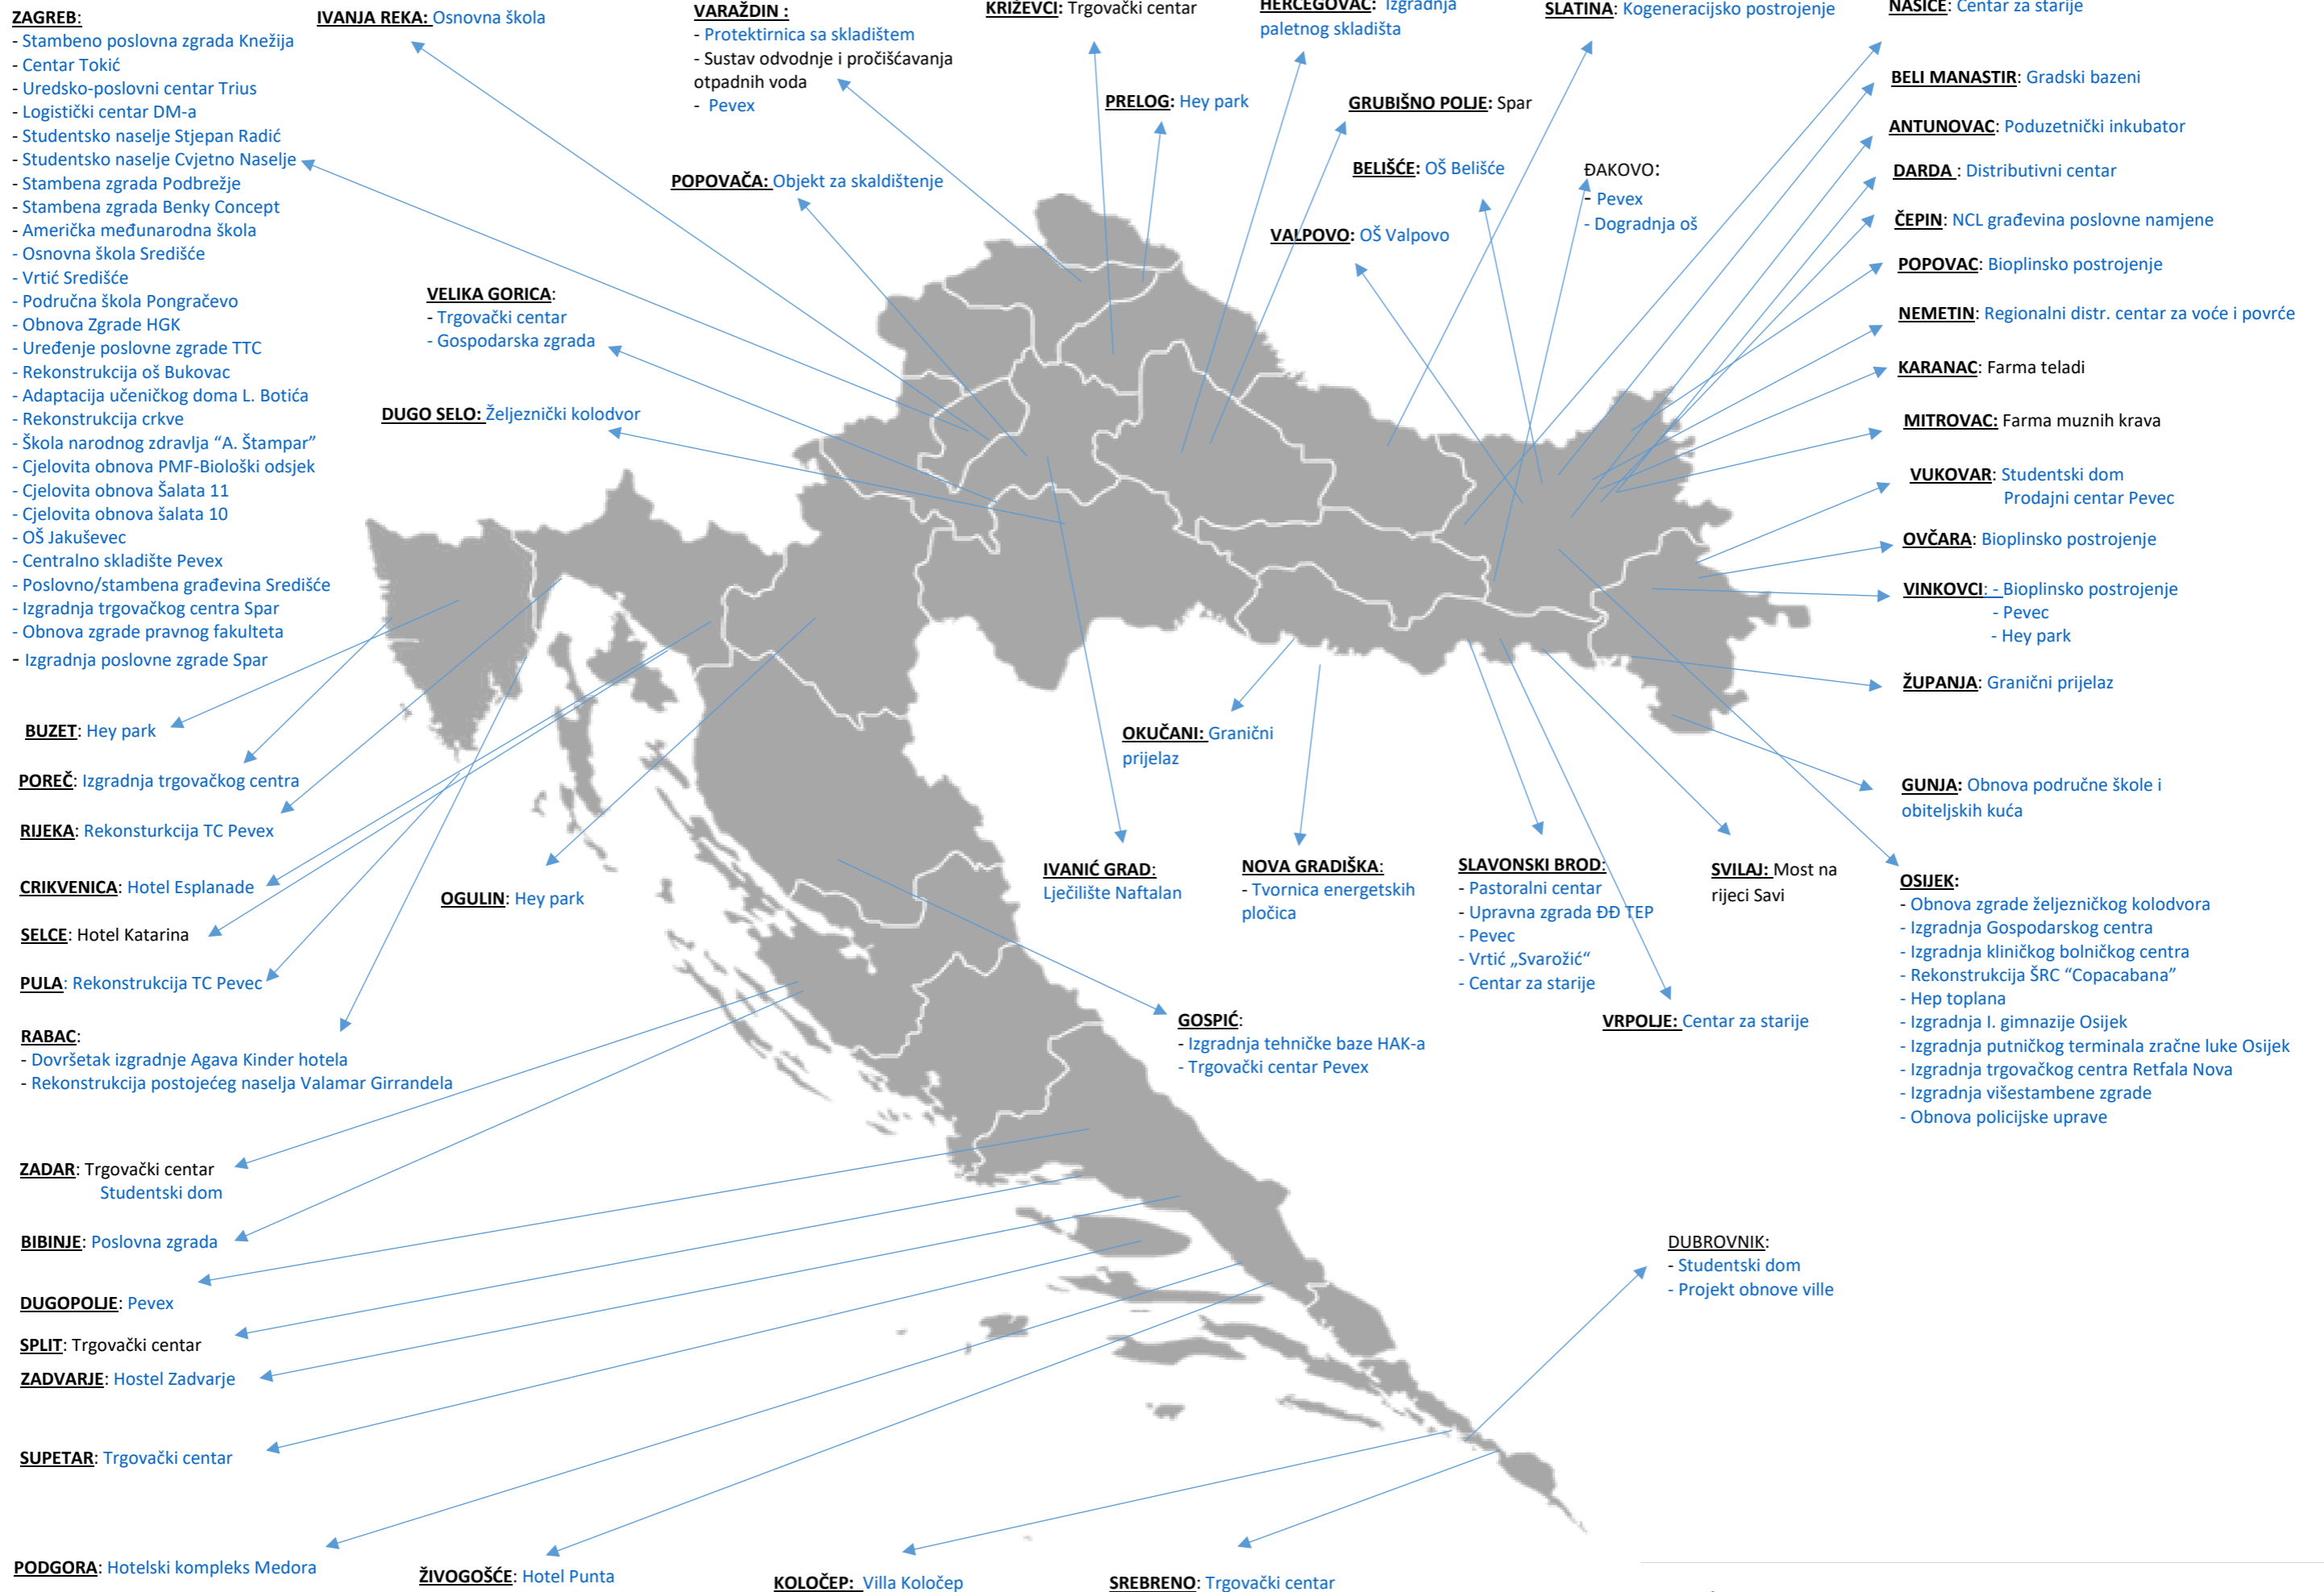 ZAGREB:
- Stambeno poslovna zgrada Knežija
- Centar Tokić
- Uredsko-poslovni centar Trius
- Logistički centar DM-a
- Studentsko naselje Stjepan Radić
- Studentsko naselje Cvjetno Naselje
- Stambena zgrada Podbrežje
- Stambena zgrada Benky Concept
- Američka međunarodna škola
- Osnovna škola Središće
- Vrtić Središće
- Područna škola Pongračevo
- Obnova Zgrade HGK
- Uređenje poslovne zgrade TTC
- Rekonstrukcija oš Bukovac
- Adaptacija učeničkog doma L. Botića
- Rekonstrukcija crkve
- Škola narodnog zdravlja “A. Štampar”
- Cjelovita obnova PMF-Biološki odsjek
- Cjelovita obnova Šalata 11
- Cjelovita obnova šalata 10
- OŠ Jakuševec
- Centralno skladište Pevex
- Poslovno/stambena građevina Središće
- Izgradnja trgovačkog centra Spar
- Obnova zgrade pravnog fakulteta
- Izgradnja poslovne zgrade Spar
IVANJA REKA: Osnovna škola
VARAŽDIN :
- Protektirnica sa skladištem
- Sustav odvodnje i pročišćavanja
otpadnih voda
- Pevex
KRIŽEVCI: Trgovački centar
HERCEGOVAC: Izgradnja
paletnog skladišta
SLATINA: Kogeneracijsko postrojenje
NAŠICE: Centar za starije
PRELOG: Hey park
GRUBIŠNO POLJE: Spar
BELI MANASTIR: Gradski bazeni
ANTUNOVAC: Poduzetnički inkubator
POPOVAČA: Objekt za skaldištenje
BELIŠĆE: OŠ Belišće
ĐAKOVO:
- Pevex
- Dogradnja oš
DARDA : Distributivni centar
ČEPIN: NCL građevina poslovne namjene
VALPOVO: OŠ Valpovo
POPOVAC: Bioplinsko postrojenje
VELIKA GORICA:
- Trgovački centar
- Gospodarska zgrada
NEMETIN: Regionalni distr. centar za voće i povrće
KARANAC: Farma teladi
DUGO SELO: Željeznički kolodvor
MITROVAC: Farma muznih krava
VUKOVAR: Studentski dom
Prodajni centar Pevec
OVČARA: Bioplinsko postrojenje
VINKOVCI: - Bioplinsko postrojenje
- Pevec
- Hey park
ŽUPANJA: Granični prijelaz
BUZET: Hey park
OKUČANI: Granični
prijelaz
POREČ: Izgradnja trgovačkog centra
GUNJA: Obnova područne škole i
obiteljskih kuća
RIJEKA: Rekonsturkcija TC Pevex
CRIKVENICA: Hotel Esplanade
OGULIN: Hey park
IVANIĆ GRAD:
Lječilište Naftalan
NOVA GRADIŠKA:
- Tvornica energetskih
pločica
SLAVONSKI BROD:
- Pastoralni centar
- Upravna zgrada ĐĐ TEP
- Pevec
- Vrtić „Svarožić“
- Centar za starije
SVILAJ: Most na
rijeci Savi
OSIJEK:
- Obnova zgrade željezničkog kolodvora
- Izgradnja Gospodarskog centra
- Izgradnja kliničkog bolničkog centra
- Rekonstrukcija ŠRC “Copacabana”
- Hep toplana
- Izgradnja I. gimnazije Osijek
- Izgradnja putničkog terminala zračne luke Osijek
- Izgradnja trgovačkog centra Retfala Nova
- Izgradnja višestambene zgrade
- Obnova policijske uprave
SELCE: Hotel Katarina
PULA: Rekonstrukcija TC Pevec
RABAC:
- Dovršetak izgradnje Agava Kinder hotela
- Rekonstrukcija postojećeg naselja Valamar Girrandela
GOSPIĆ:
- Izgradnja tehničke baze HAK-a
- Trgovački centar Pevex
VRPOLJE: Centar za starije
ZADAR: Trgovački centar
Studentski dom
BIBINJE: Poslovna zgrada
DUBROVNIK:
- Studentski dom
- Projekt obnove ville
DUGOPOLJE: Pevex
SPLIT: Trgovački centar
ZADVARJE: Hostel Zadvarje
SUPETAR: Trgovački centar
PODGORA: Hotelski kompleks Medora
ŽIVOGOŠĆE: Hotel Punta
KOLOČEP: Villa Koločep
SREBRENO: Trgovački centar